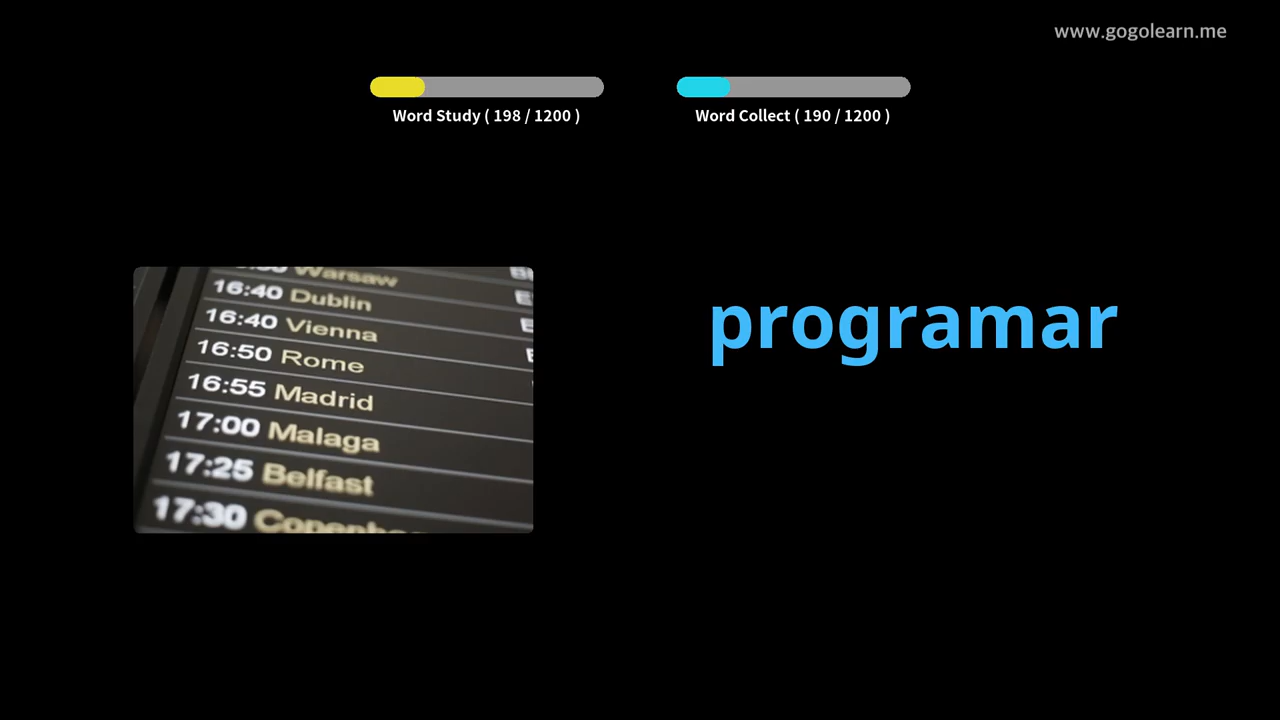 www.gogolearn.me
Word Study ( 198 / 1200 )
Word Collect ( 190 / 1200 )
Warsaw
16:40 Dublin
16:40 Vienna
16:50 Rome
16:55 Madrid
17:00 Malaga
17:25 Belfast
17:30
programar